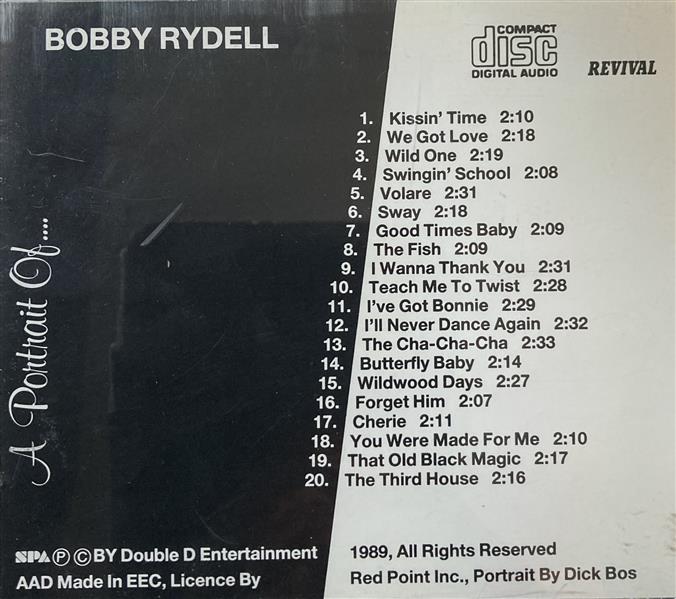 BOBBY RYDELL
COMPACT
disc
DIGITAL AUDIO
REVIVAL
A Portrait Of....
1. Kissin' Time 2:10
2. We Got Love 2:18
3. Wild One 2:19
4. Swingin' School 2:08
5. Volare 2:31
6. Sway 2:18
7. Good Times Baby 2:09
8. The Fish 2:09
9. I Wanna Thank You 2:31
10. Teach Me To Twist 2:28
11. I've Got Bonnie 2:29
12. I'll Never Dance Again 2:32
13. The Cha-Cha-Cha 2:33
14. Butterfly Baby 2:14
15. Wildwood Days 2:27
16. Forget Him 2:07
17. Cherie 2:11
18. You Were Made For Me 2:10
19. That Old Black Magic 2:17
20. The Third House 2:16
SPA Ⓟ © BY Double D Entertainment 1989, All Rights Reserved
AAD Made In EEC, Licence By Red Point Inc., Portrait By Dick Bos